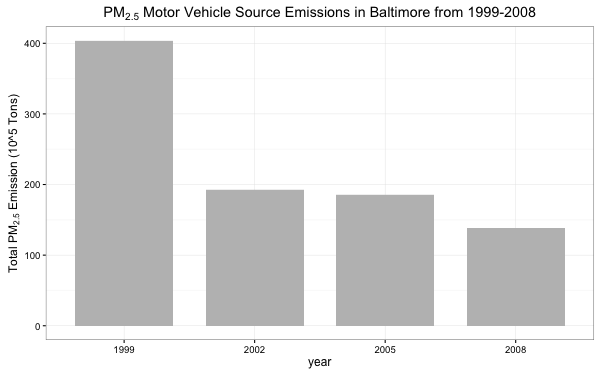 PM2.5 Motor Vehicle Source Emissions in Baltimore from 1999-2008
Total PM2.5 Emission (10^5 Tons)
400
300
200
100
0
1999 2002 2005 2008
year